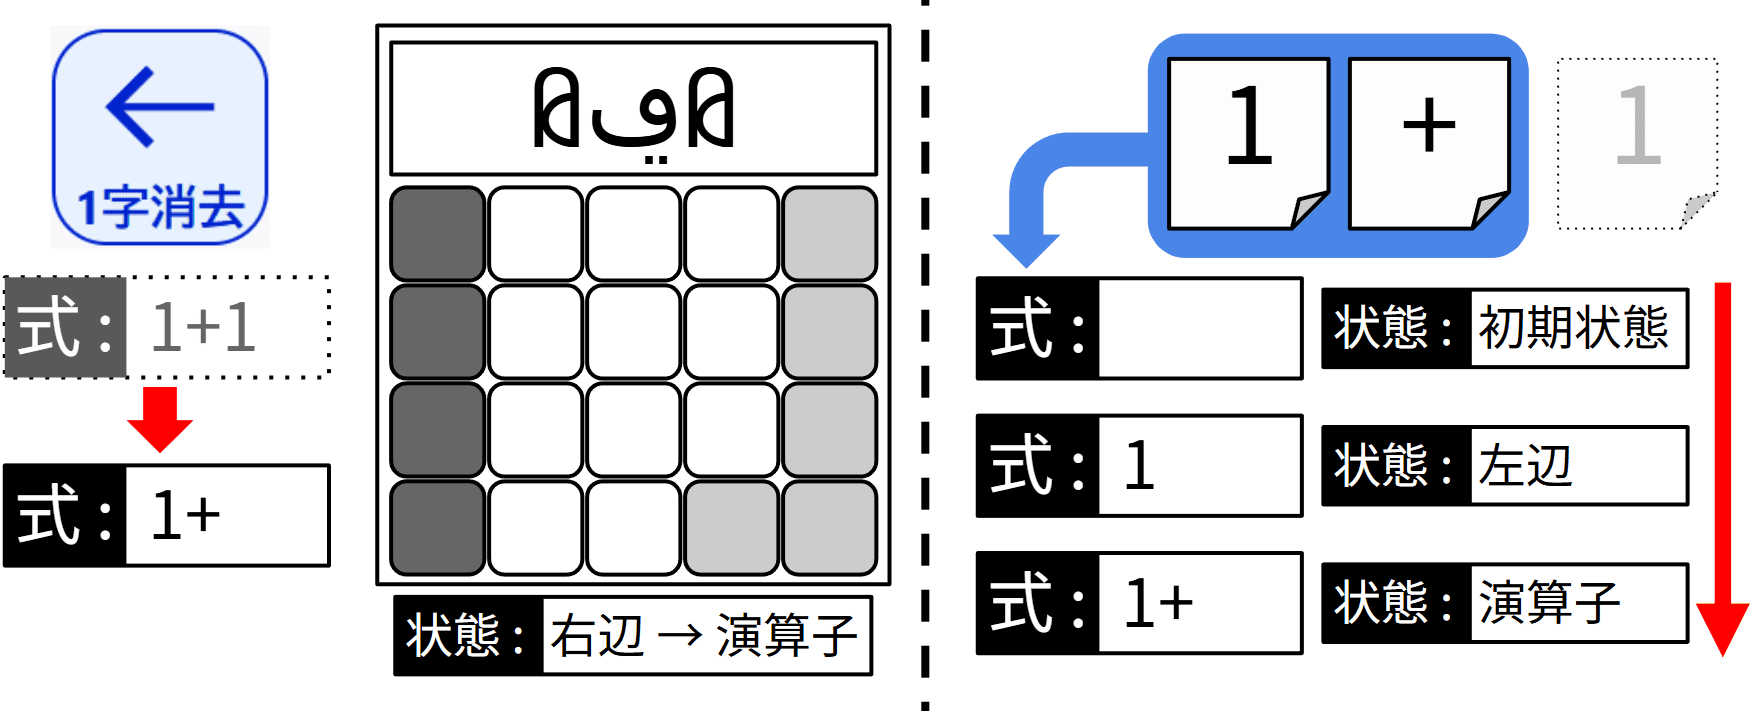 1字消去
式: 1+1
式: 1+
状態: 右辺 → 演算子
1 + 1
式:
状態: 初期状態
式: 1
状態: 左辺
式: 1+
状態: 演算子